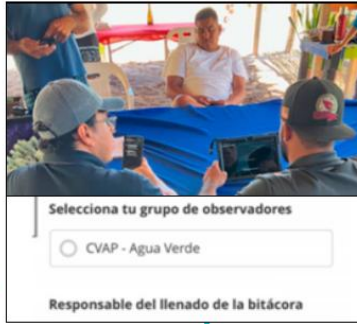 Selecciona tu grupo de observadores
CVAP - Agua Verde
Responsable del llenado de la bitácora